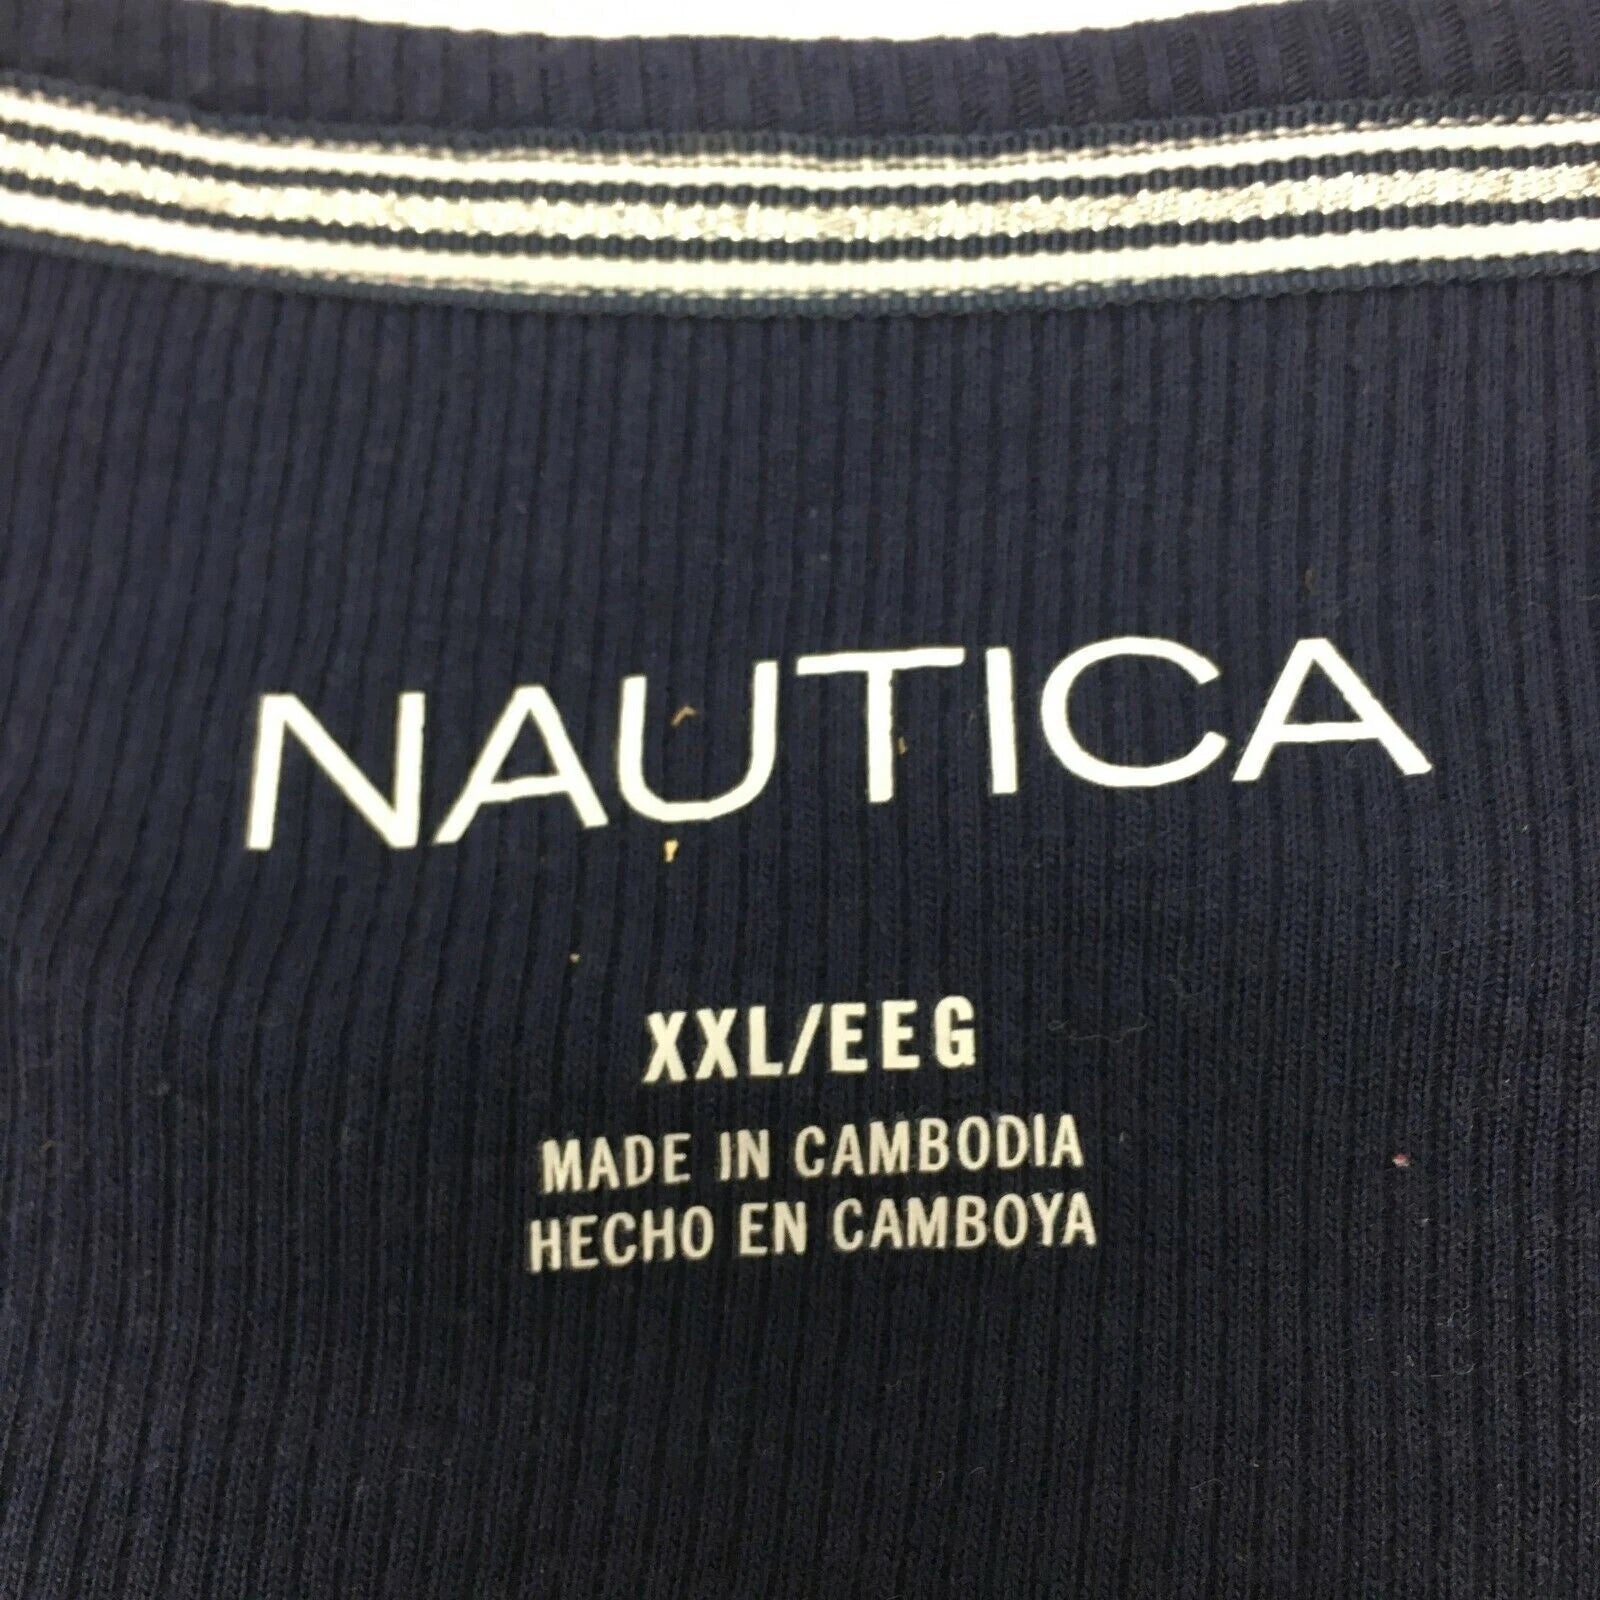 NAUTICA
XXL/EEG
MADE IN CAMBODIA
HECHO EN CAMBOYA